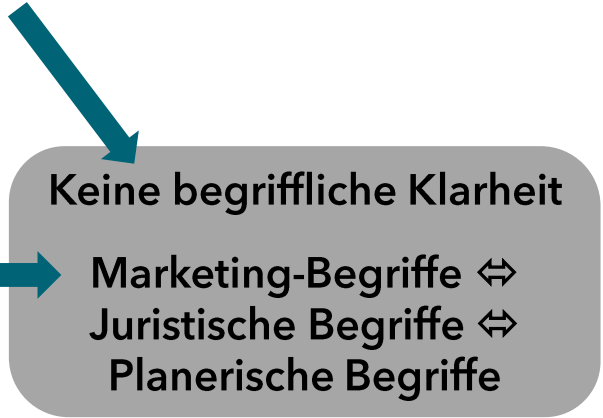 Keine begriffliche Klarheit
Marketing-Begriffe ⬄
Juristische Begriffe ⬄
Planerische Begriffe